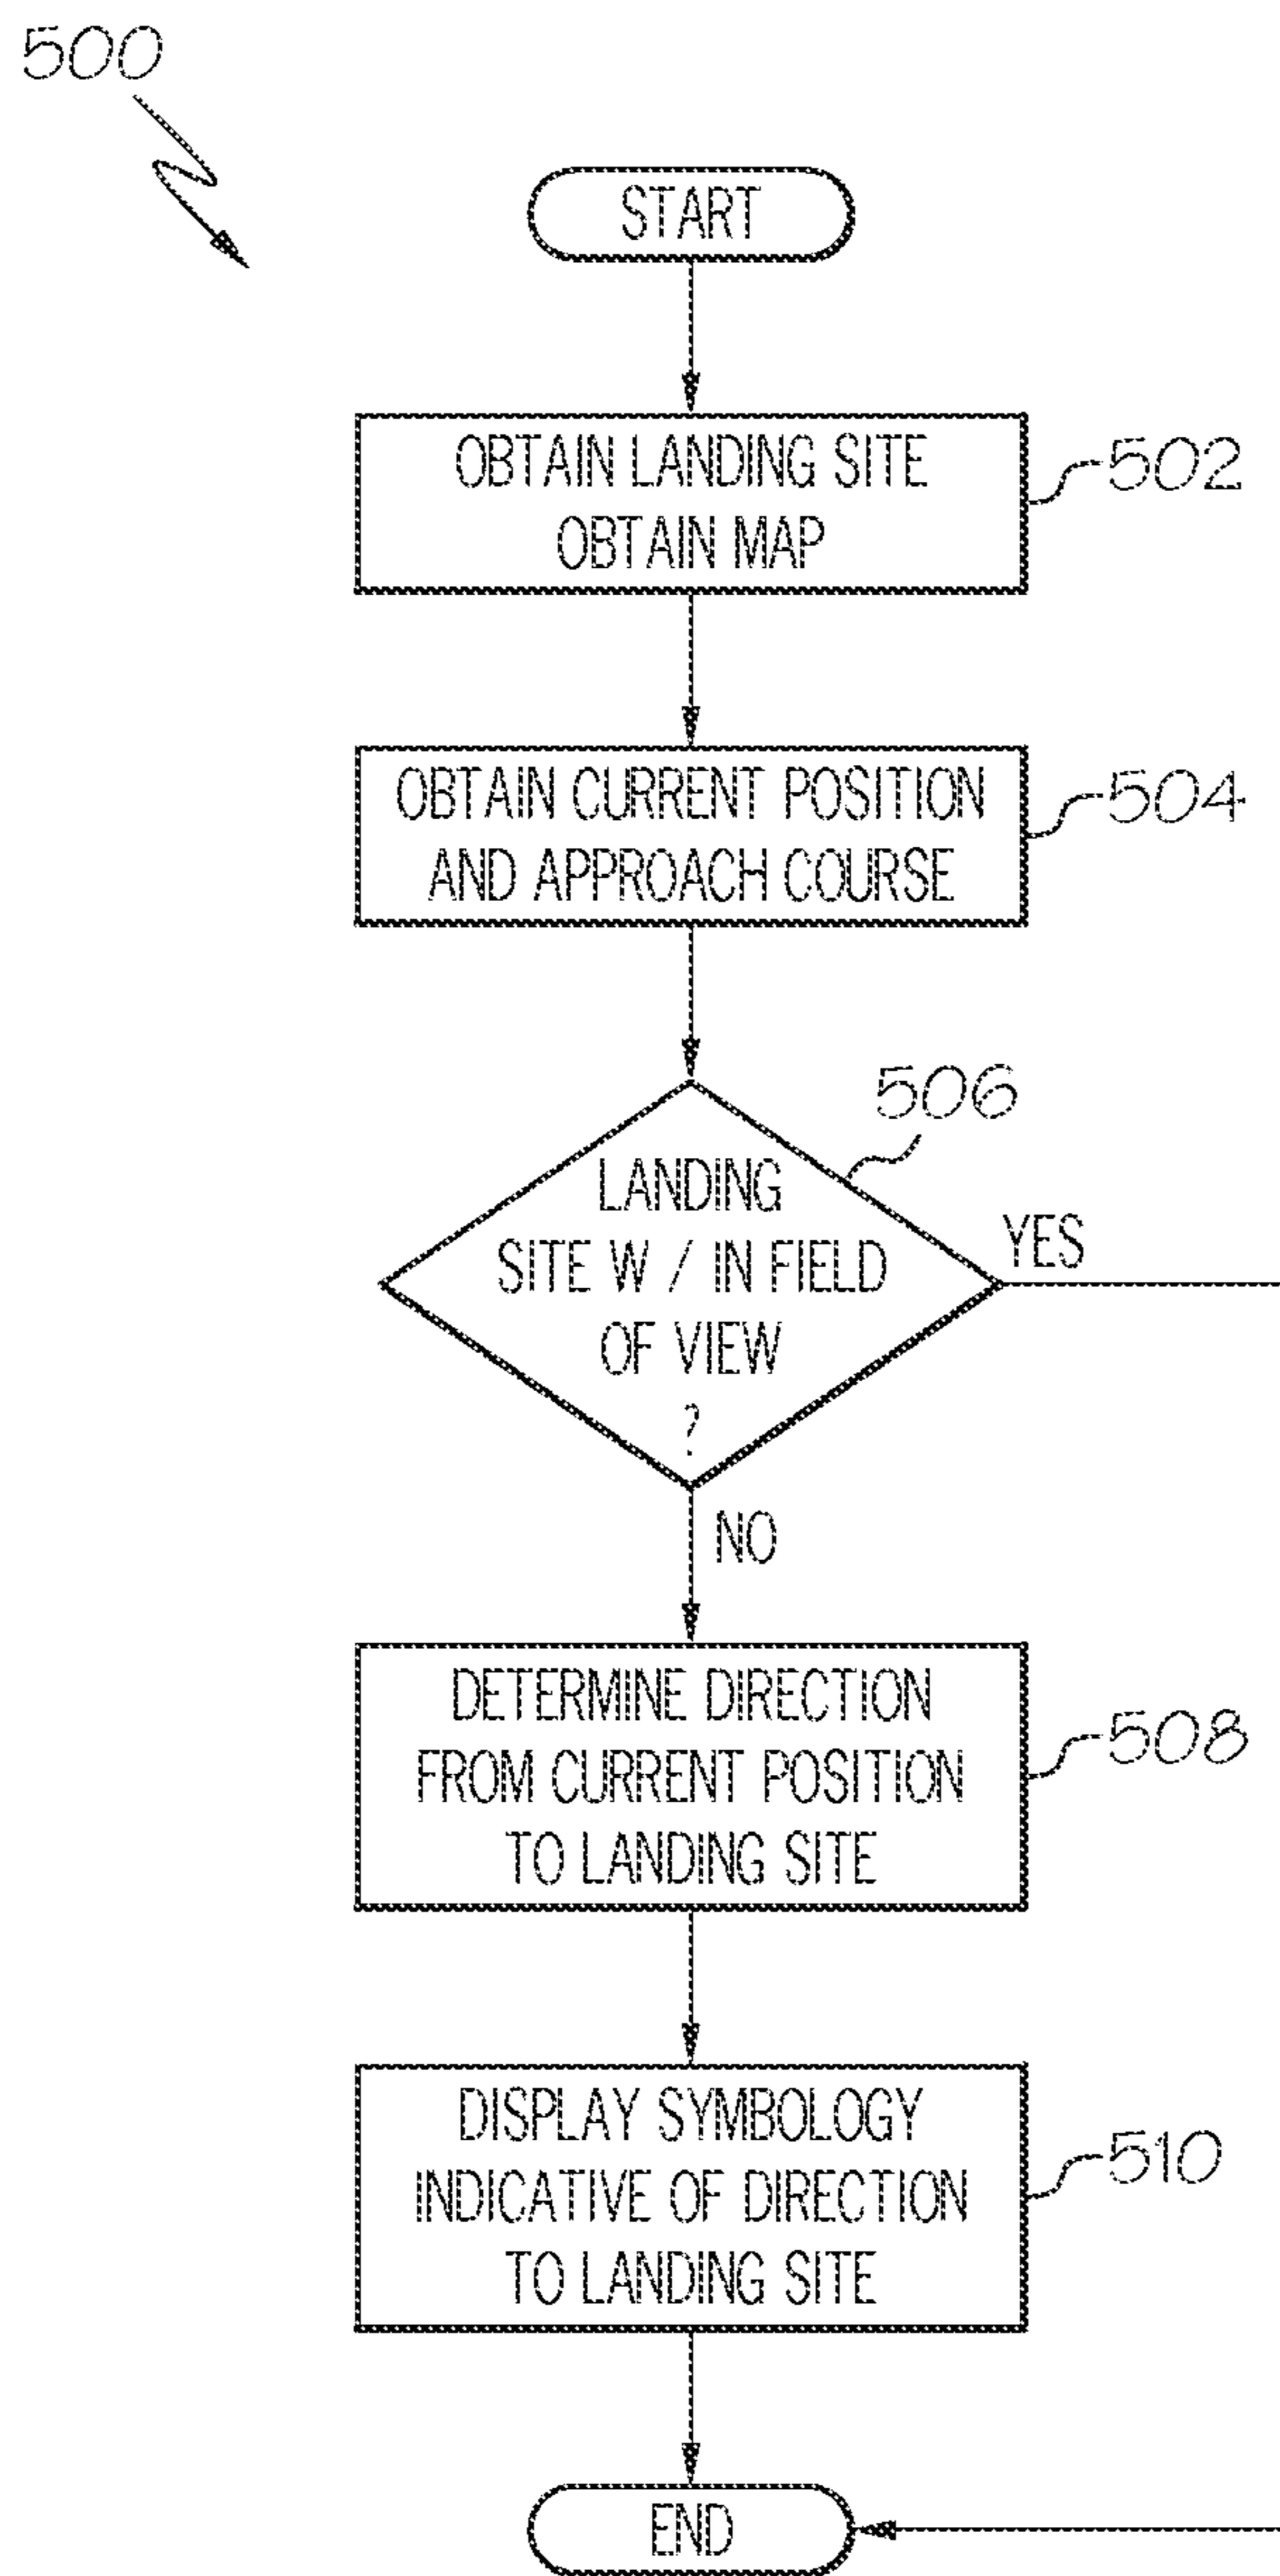 500
START
OBTAIN LANDING SITE
OBTAIN MAP
502
OBTAIN CURRENT POSITION
AND APPROACH COURSE
504
506
LANDING
SITE W / IN FIELD
OF VIEW
?
YES
NO
DETERMINE DIRECTION
FROM CURRENT POSITION
TO LANDING SITE
508
DISPLAY SYMBOLOGY
INDICATIVE OF DIRECTION
TO LANDING SITE
510
END